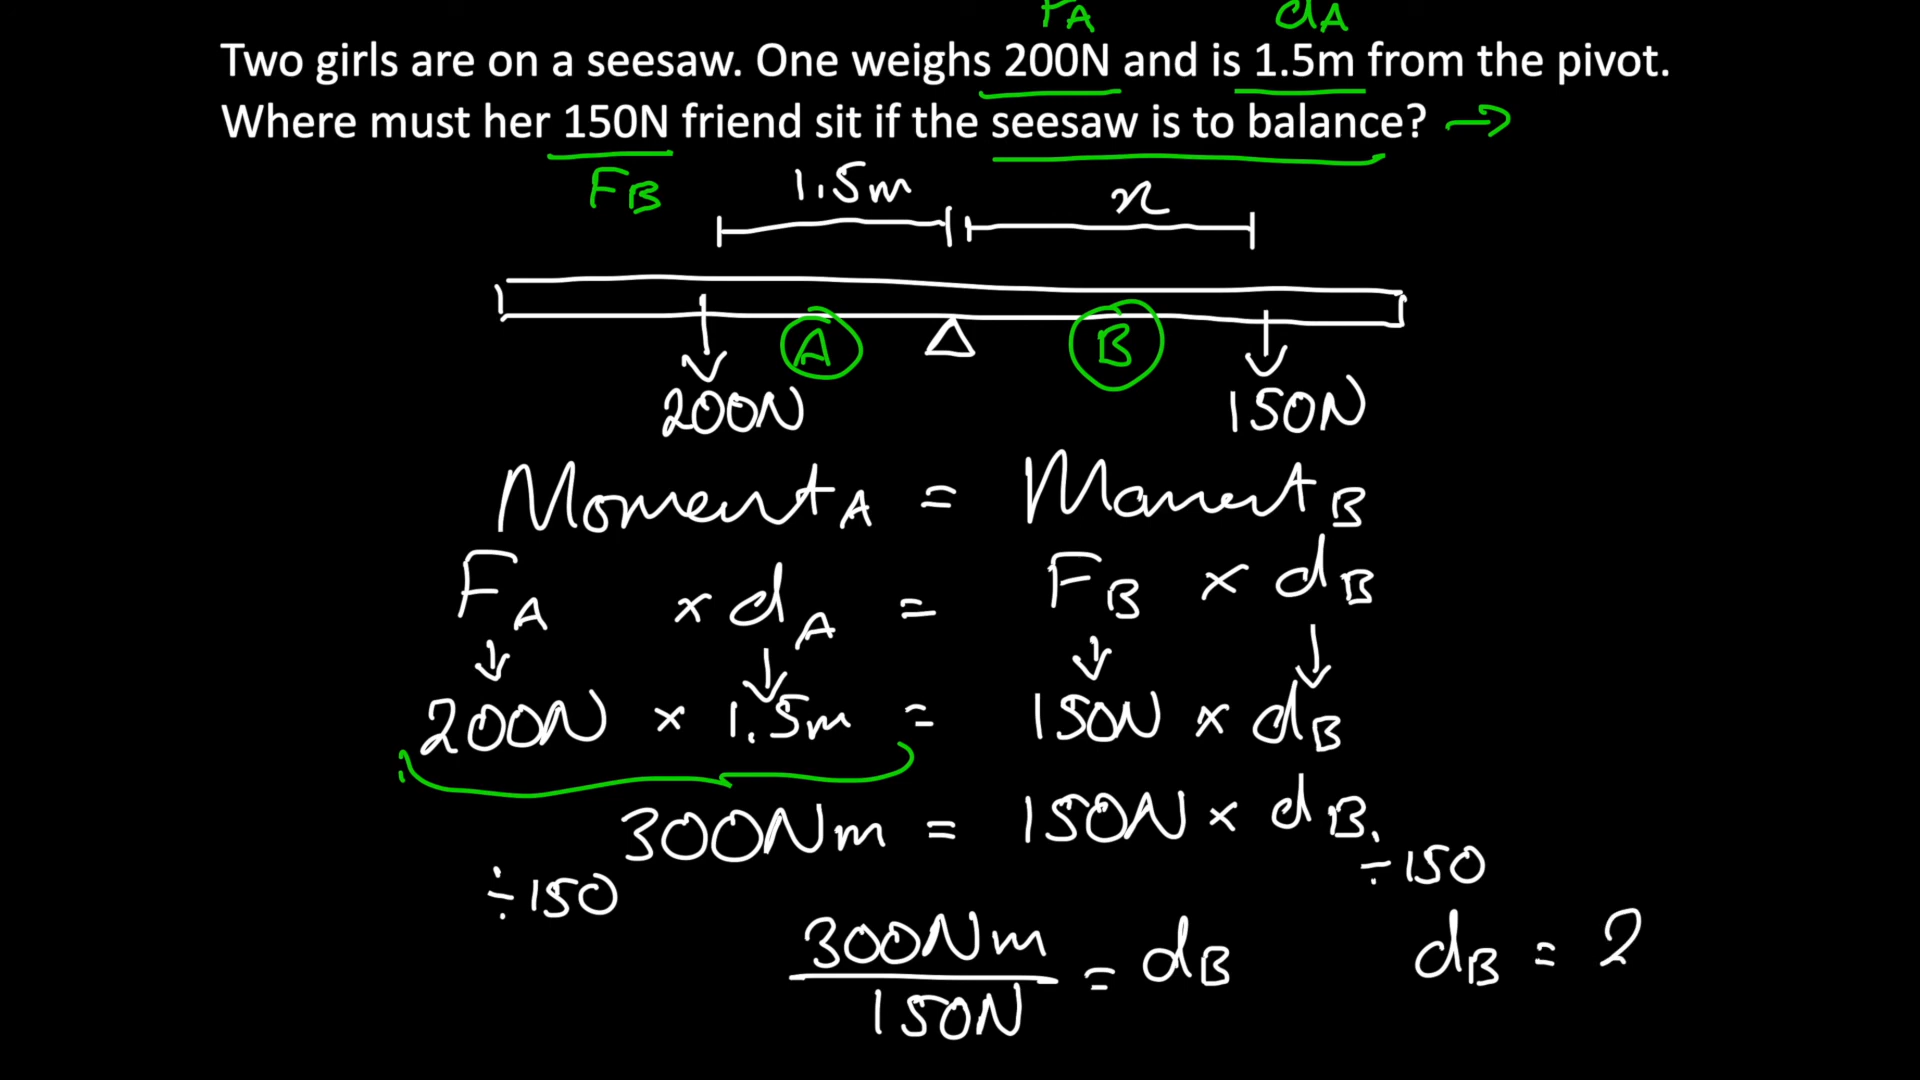 FA dA
Two girls are on a seesaw. One weighs 200N and is 1.5m from the pivot.
Where must her 150N friend sit if the seesaw is to balance? →
FB 1.5m x
A B
200N 150N
MomentA = MomentB
FA × dA = FB × dB
200N × 1.5m = 150N × dB
300Nm = 150N × dB.
÷150 ÷150
300Nm / 150N = dB dB = 2